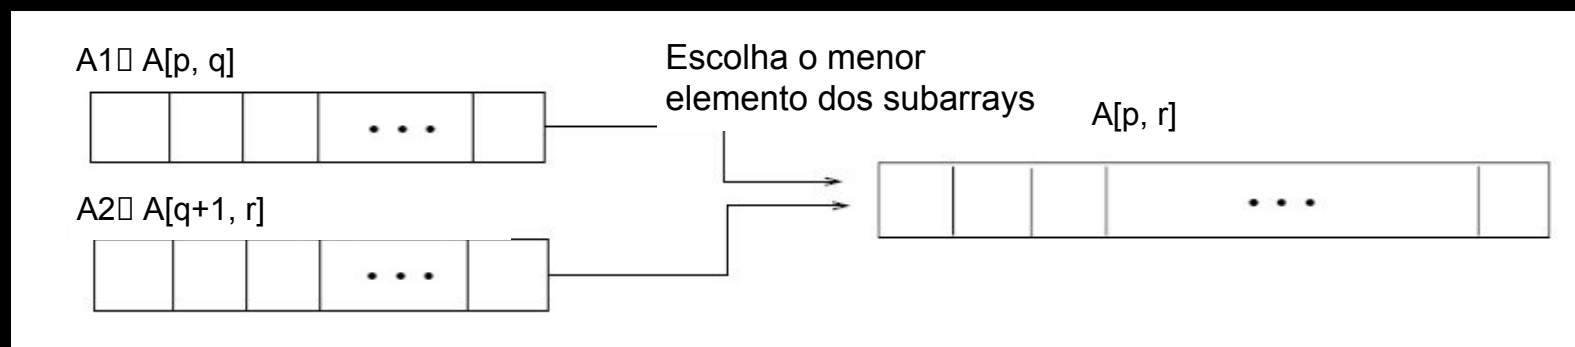 A1▯ A[p, q]
Escolha o menor
elemento dos subarrays
A[p, r]
A2▯ A[q+1, r]